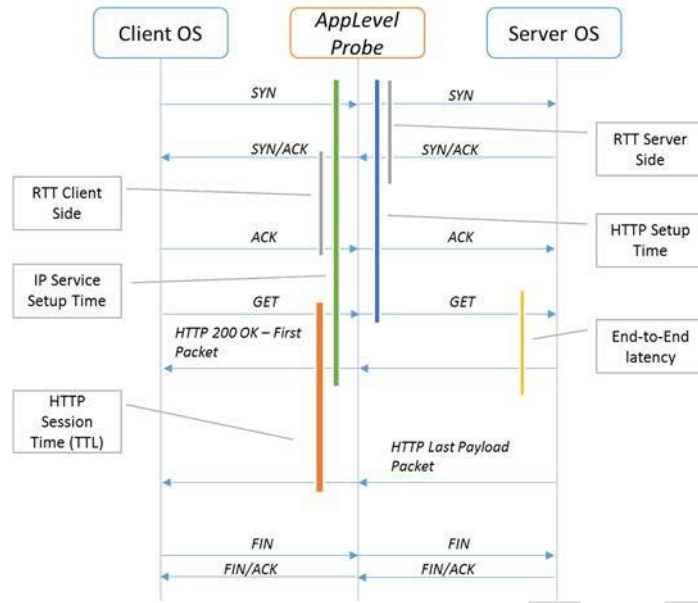 Client OS
AppLevel
Probe
Server OS
SYN
SYN
SYN/ACK
SYN/ACK
RTT Server
Side
RTT Client
Side
ACK
ACK
HTTP Setup
Time
IP Service
Setup Time
GET
GET
HTTP 200 OK – First
Packet
End-to-End
latency
HTTP
Session
Time (TTL)
HTTP Last Payload
Packet
FIN
FIN
FIN/ACK
FIN/ACK